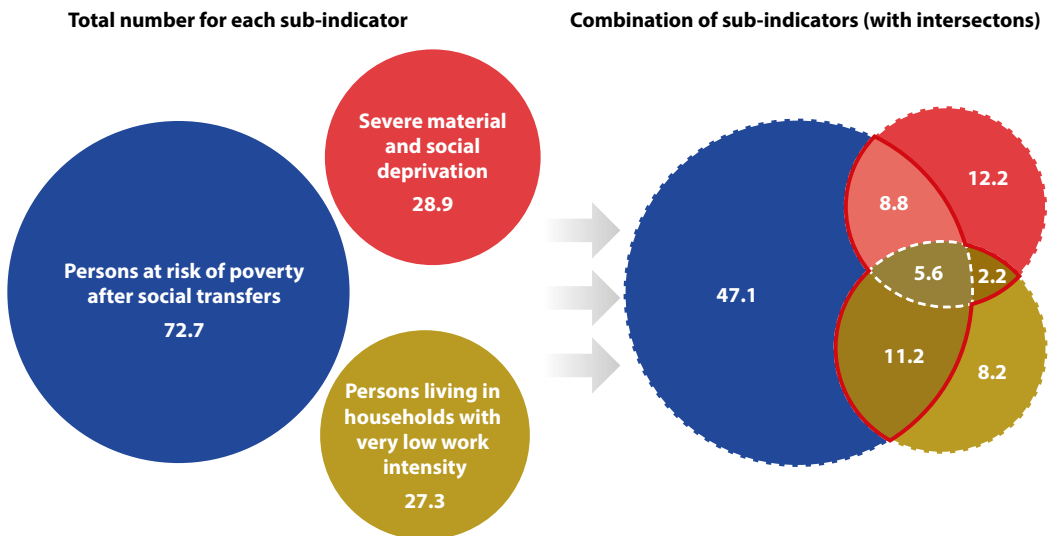 Total number for each sub-indicator
Severe material
and social
deprivation
28.9
Persons at risk of poverty
after social transfers
72.7
Persons living in
households with
very low work
intensity
27.3
Combination of sub-indicators (with intersectons)
12.2
8.8
5.6
2.2
47.1
11.2
8.2